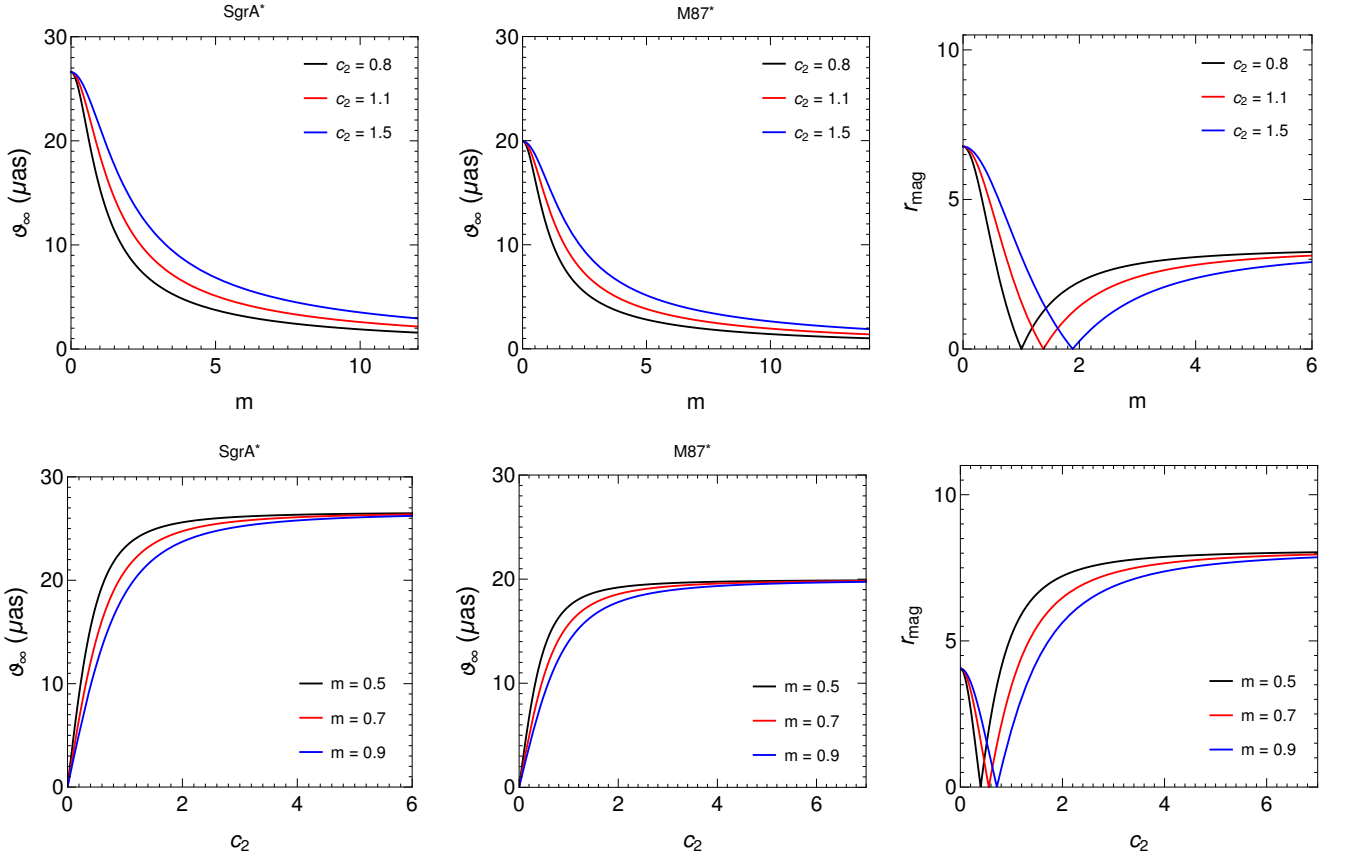 SgrA*
30
20
10
0
0
5
10
ϑ∞ (μas)
m
c₂ = 0.8
c₂ = 1.1
c₂ = 1.5
M87*
30
20
10
0
0
5
10
ϑ∞ (μas)
m
c₂ = 0.8
c₂ = 1.1
c₂ = 1.5
10
5
0
0
2
4
6
rmag
m
c₂ = 0.8
c₂ = 1.1
c₂ = 1.5
SgrA*
30
20
10
0
0
2
4
6
ϑ∞ (μas)
c₂
m = 0.5
m = 0.7
m = 0.9
M87*
30
20
10
0
0
2
4
6
ϑ∞ (μas)
c₂
m = 0.5
m = 0.7
m = 0.9
10
5
0
0
2
4
6
rmag
c₂
m = 0.5
m = 0.7
m = 0.9